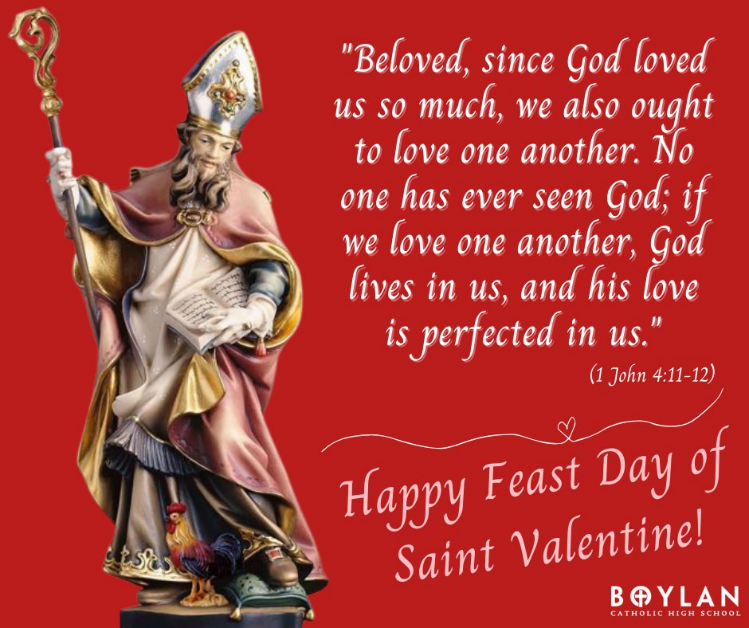 "Beloved, since God loved
us so much, we also ought
to love one another. No
one has ever seen God; if
we love one another, God
lives in us, and his love
is perfected in us."
(1 John 4:11-12)
Happy Feast Day of
Saint Valentine!
BOYLAN
CATHOLIC HIGH SCHOOL